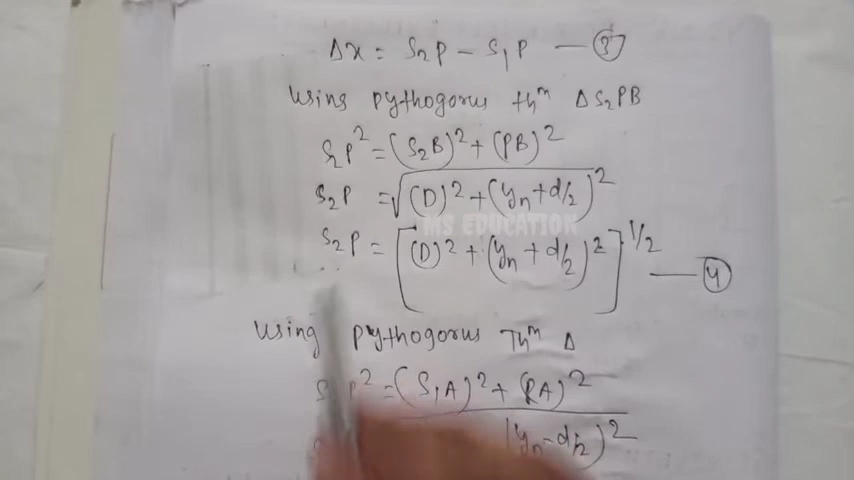 Δx = S₂P − S₁P — ③
Using pythogorus thᵐ ΔS₂PB
S₂P² = (S₂B)² + (PB)²
S₂P = √(D)² + (yₙ + d/2)²
MS EDUCATION
S₂P = [(D)² + (yₙ + d/2)²]^1/2 — ④
Using pythogorus Thᵐ Δ
P² = (S₁A)² + (PA)²
(yₙ − d/2)²